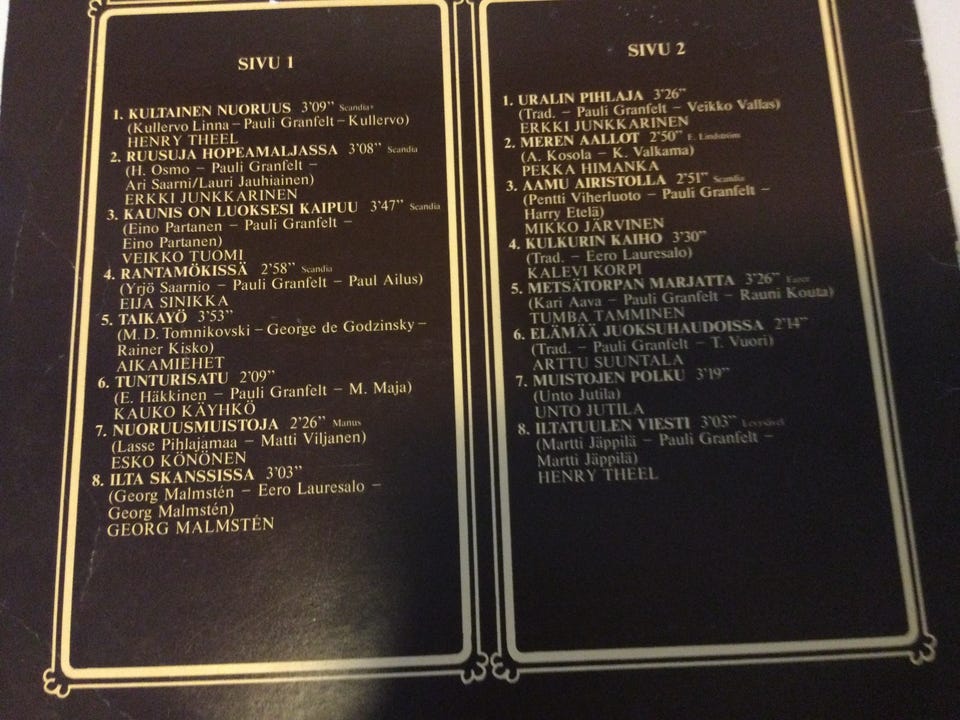 SIVU 1
1. KULTAINEN NUORUUS 3’09” Scandia+
(Kullervo Linna – Pauli Granfelt – Kullervo)
HENRY THEEL
2. RUUSUJA HOPEAMALJASSA 3’08” Scandia
(H. Osmo – Pauli Granfelt –
Ari Saarni/Lauri Jauhiainen)
ERKKI JUNKKARINEN
3. KAUNIS ON LUOKSESI KAIPUU 3’47” Scandia
(Eino Partanen – Pauli Granfelt –
Eino Partanen)
VEIKKO TUOMI
4. RANTAMÖKISSÄ 2’58” Scandia
(Yrjö Saarnio – Pauli Granfelt – Paul Ailus)
EIJA SINIKKA
5. TAIKAYÖ 3’53”
(M. D. Tomnikovski – George de Godzinsky –
Rainer Kisko)
AIKAMIEHET
6. TUNTURISATU 2’09”
(E. Häkkinen – Pauli Granfelt – M. Maja)
KAUKO KÄYHKÖ
7. NUORUUSMUISTOJA 2’26” Manus
(Lasse Pihlajamaa – Matti Viljanen)
ESKO KÖNÖNEN
8. ILTA SKANSSISSA 3’03”
(Georg Malmstén – Eero Lauresalo –
Georg Malmstén)
GEORG MALMSTÉN
SIVU 2
1. URALIN PIHLAJA 3’26”
(Trad. – Pauli Granfelt – Veikko Vallas)
ERKKI JUNKKARINEN
2. MEREN AALLOT 2’50” E. Lindström
(A. Kosola – K. Valkama)
PEKKA HIMANKA
3. AAMU AIRISTOLLA 2’51” Scandia
(Pentti Viherluoto – Pauli Granfelt –
Harry Etelä)
MIKKO JÄRVINEN
4. KULKURIN KAIHO 3’30”
(Trad. – Eero Lauresalo)
KALEVI KORPI
5. METSÄTORPAN MARJATTA 3’26”
(Kari Aava – Pauli Granfelt – Rauni Kouta)
TUMBA TAMMINEN
6. ELÄMÄÄ JUOKSUHAUDOISSA 2’14”
(Trad. – Pauli Granfelt – T. Vuori)
ARTTU SUUNTALA
7. MUISTOJEN POLKU 3’19”
(Unto Jutila)
UNTO JUTILA
8. ILTATUULEN VIESTI 3’03” Levysävel
(Martti Jäppilä – Pauli Granfelt –
Martti Jäppilä)
HENRY THEEL